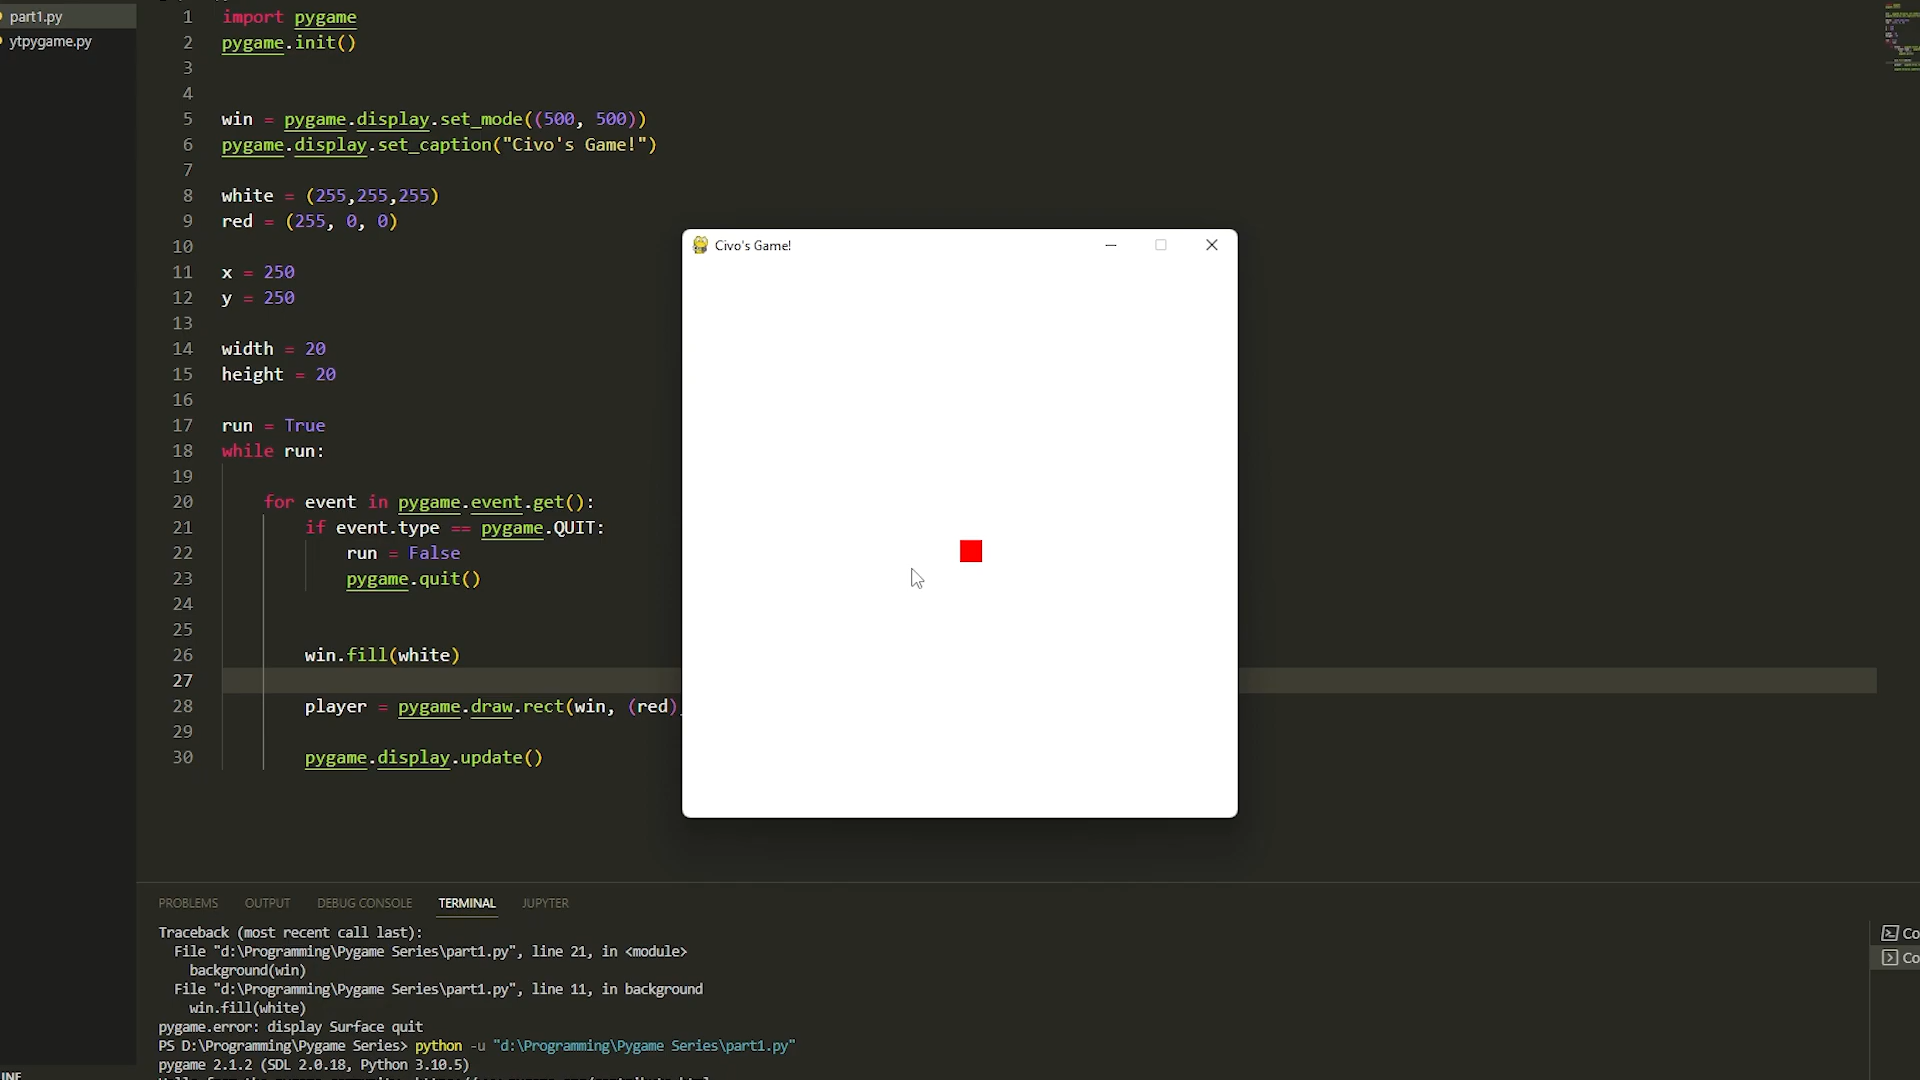 part1.py
ytpygame.py
1 import pygame
2 pygame.init()
3
4
5 win = pygame.display.set_mode((500, 500))
6 pygame.display.set_caption("Civo's Game!")
7
8 white = (255,255,255)
9 red = (255, 0, 0)
10
11 x = 250
12 y = 250
13
14 width = 20
15 height = 20
16
17 run = True
18 while run:
19
20 for event in pygame.event.get():
21 if event.type == pygame.QUIT:
22 run = False
23 pygame.quit()
24
25
26 win.fill(white)
27
28 player = pygame.draw.rect(win, (red)
29
30 pygame.display.update()
Civo's Game!
PROBLEMS OUTPUT DEBUG CONSOLE TERMINAL JUPYTER
Traceback (most recent call last):
File "d:\Programming\Pygame Series\part1.py", line 21, in <module>
background(win)
File "d:\Programming\Pygame Series\part1.py", line 11, in background
win.fill(white)
pygame.error: display Surface quit
PS D:\Programming\Pygame Series> python -u "d:\Programming\Pygame Series\part1.py"
pygame 2.1.2 (SDL 2.0.18, Python 3.10.5)
Co
Co